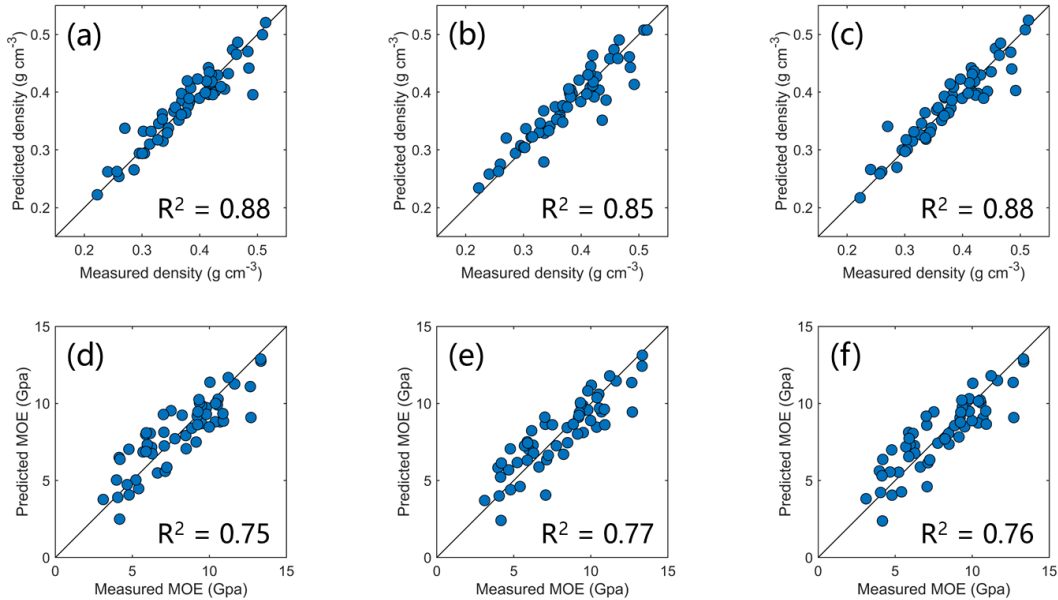 (a)
0.5
0.4
0.3
0.2
Predicted density (g cm⁻³)
R² = 0.88
0.2 0.3 0.4 0.5
Measured density (g cm⁻³)
(b)
0.5
0.4
0.3
0.2
Predicted density (g cm⁻³)
R² = 0.85
0.2 0.3 0.4 0.5
Measured density (g cm⁻³)
(c)
0.5
0.4
0.3
0.2
Predicted density (g cm⁻³)
R² = 0.88
0.2 0.3 0.4 0.5
Measured density (g cm⁻³)
(d)
15
10
5
0
Predicted MOE (Gpa)
R² = 0.75
0 5 10 15
Measured MOE (Gpa)
(e)
15
10
5
0
Predicted MOE (Gpa)
R² = 0.77
0 5 10 15
Measured MOE (Gpa)
(f)
15
10
5
0
Predicted MOE (Gpa)
R² = 0.76
0 5 10 15
Measured MOE (Gpa)